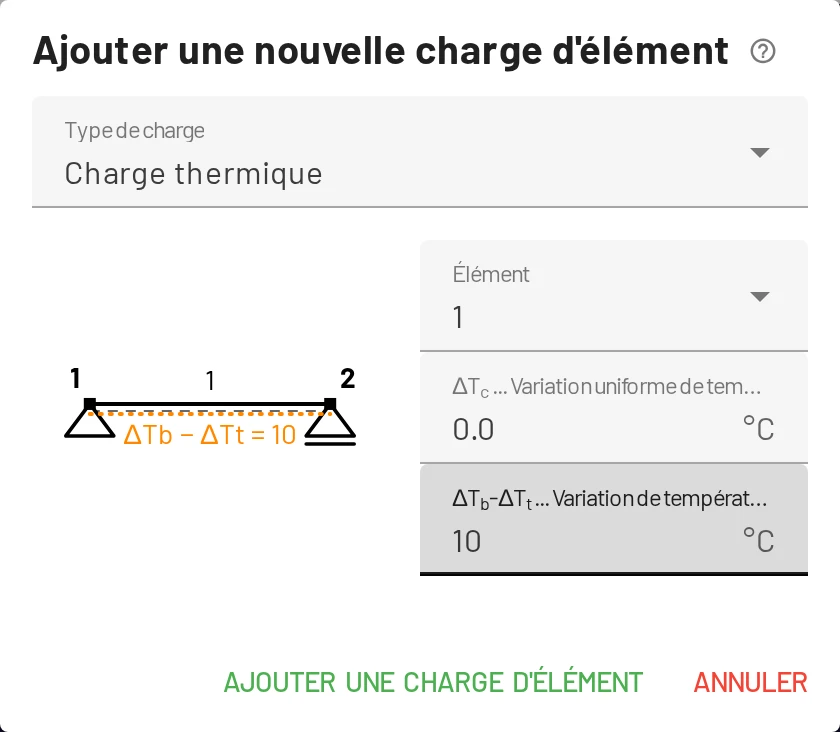 Ajouter une nouvelle charge d'élément
Type de charge
Charge thermique
Élément
1
1 1 2
ΔTb − ΔTt = 10
ΔTc ... Variation uniforme de tem...
0.0 °C
ΔTb-ΔTt ... Variation de températ...
10 °C
AJOUTER UNE CHARGE D'ÉLÉMENT ANNULER